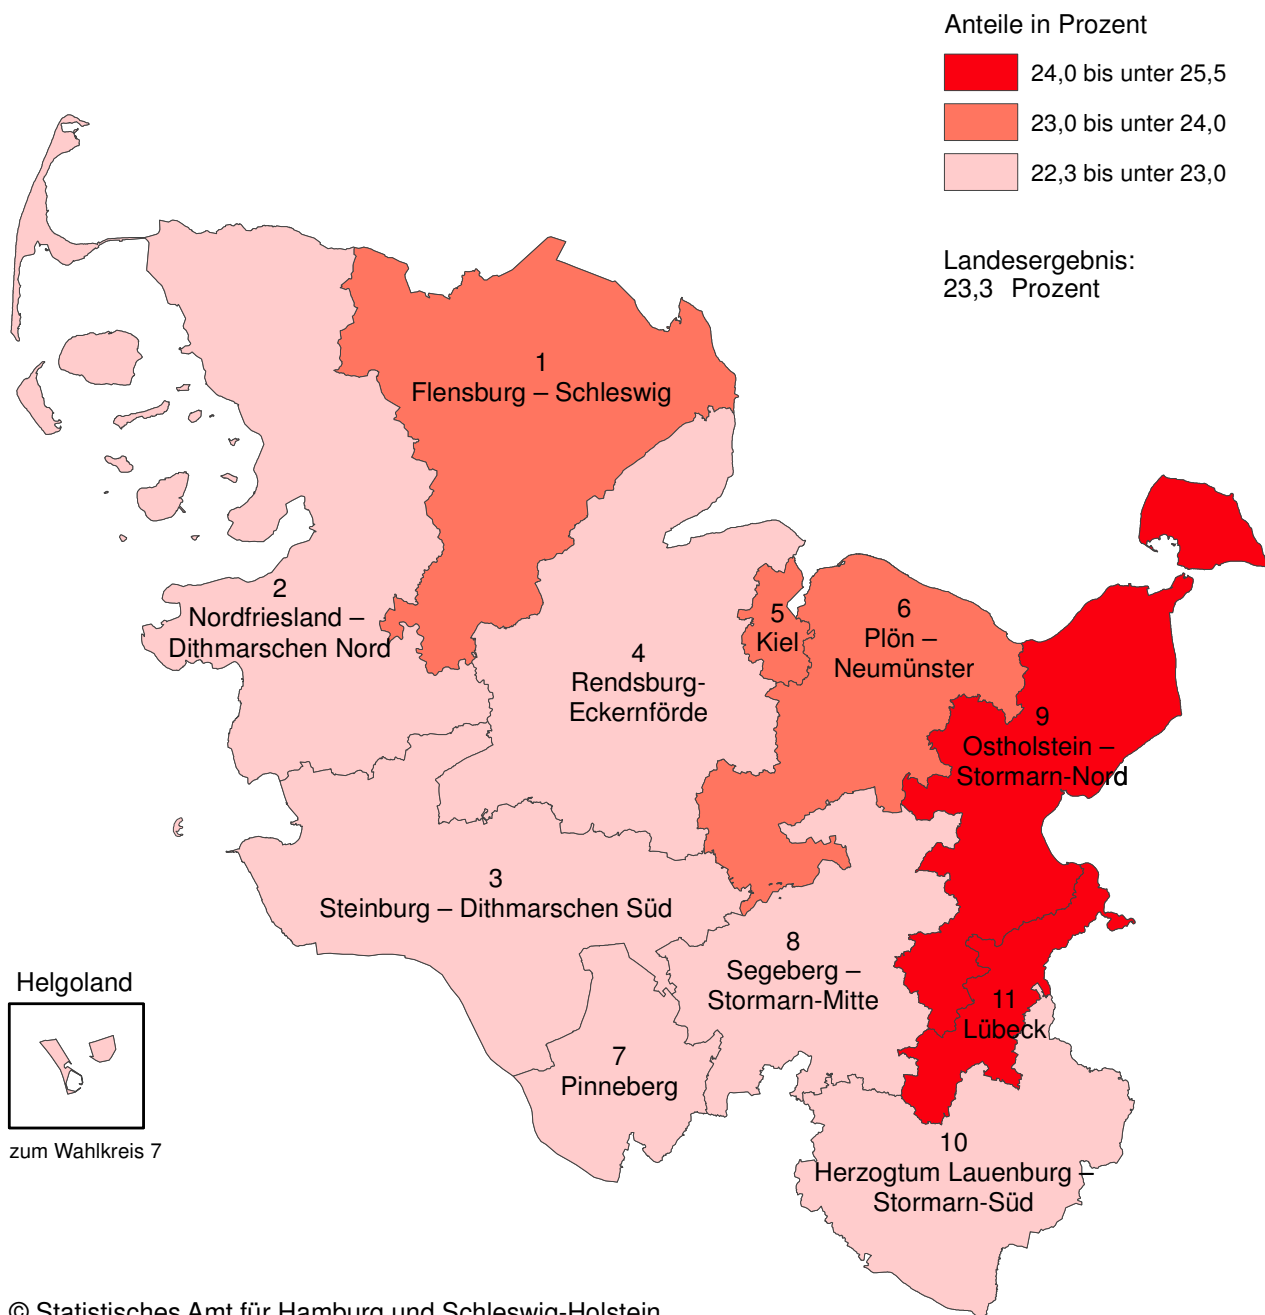 Anteile in Prozent
24,0 bis unter 25,5
23,0 bis unter 24,0
22,3 bis unter 23,0
Landesergebnis:
23,3 Prozent
1
Flensburg – Schleswig
2
Nordfriesland –
Dithmarschen Nord
4
Rendsburg-
Eckernförde
5
Kiel
6
Plön –
Neumünster
9
Ostholstein –
Stormarn-Nord
3
Steinburg – Dithmarschen Süd
8
Segeberg –
Stormarn-Mitte
11
Lübeck
7
Pinneberg
10
Herzogtum Lauenburg –
Stormarn-Süd
Helgoland
zum Wahlkreis 7
© Statistisches Amt für Hamburg und Schleswig-Holstein